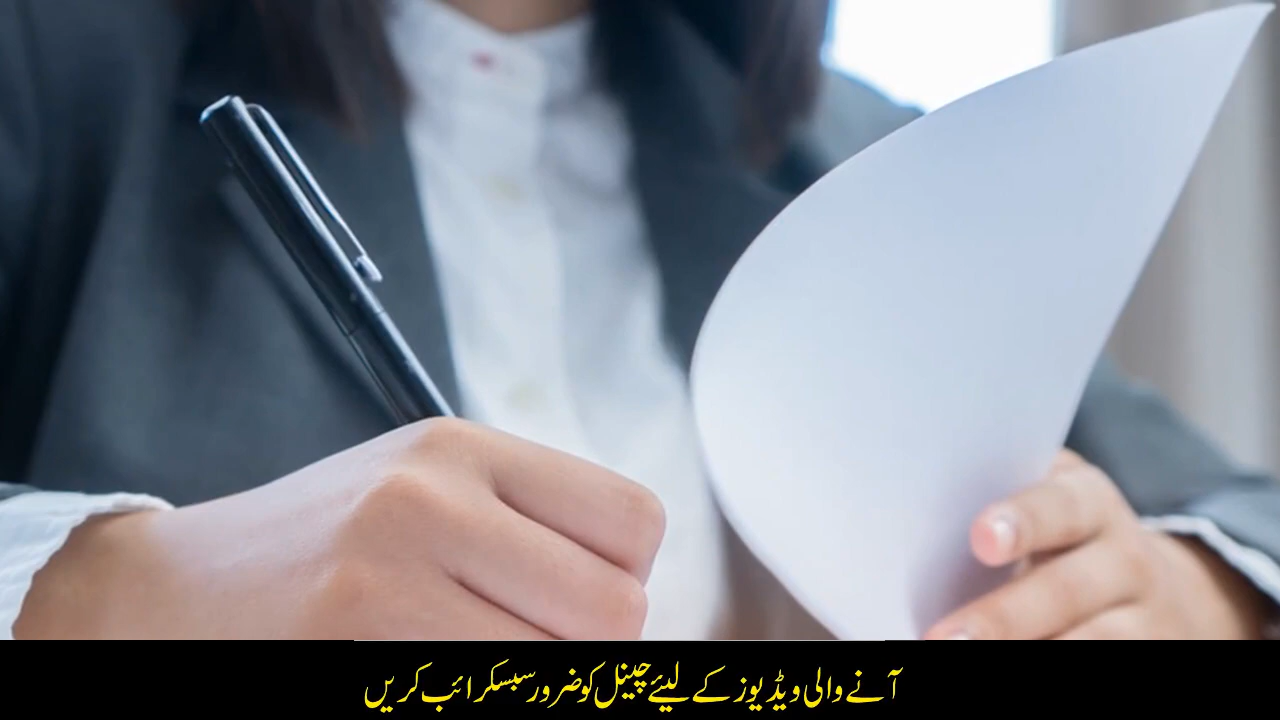 آنے والی ویڈیوز کے لیئے چینل کو ضرور سبسکرائب کریں